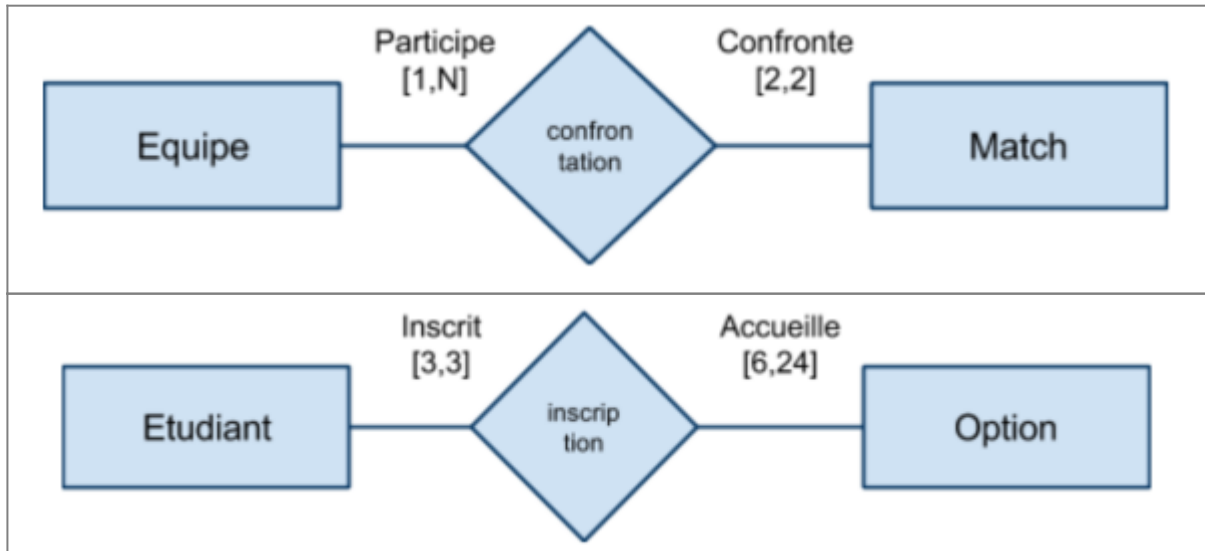 Participe
[1,N]
Confronte
[2,2]
Equipe
confron
tation
Match
Inscrit
[3,3]
Accueille
[6,24]
Etudiant
inscrip
tion
Option